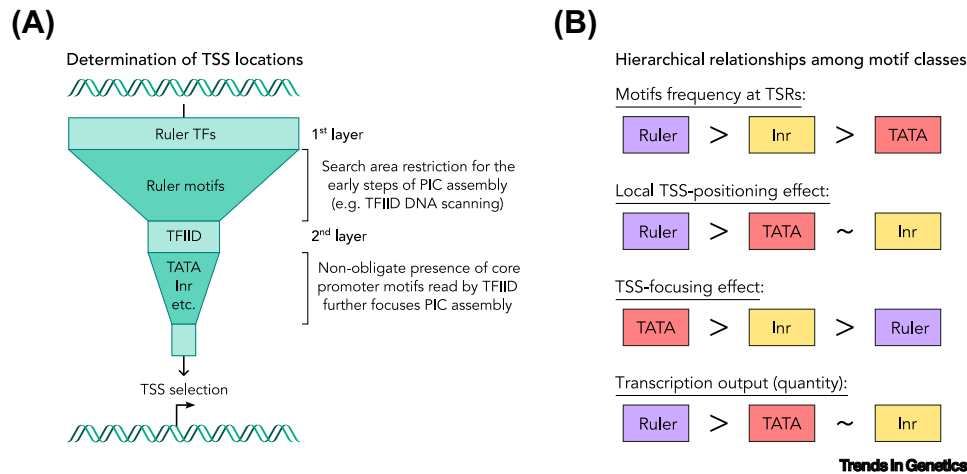 (A)
Determination of TSS locations
Ruler TFs
1st layer
Ruler motifs
Search area restriction for the
early steps of PIC assembly
(e.g. TFIID DNA scanning)
TFIID
2nd layer
TATA
Inr
etc.
Non-obligate presence of core
promoter motifs read by TFIID
further focuses PIC assembly
TSS selection
(B)
Hierarchical relationships among motif classes
Motifs frequency at TSRs:
Ruler > Inr > TATA
Local TSS-positioning effect:
Ruler > TATA ~ Inr
TSS-focusing effect:
TATA > Inr > Ruler
Transcription output (quantity):
Ruler > TATA ~ Inr
Trends in Genetics